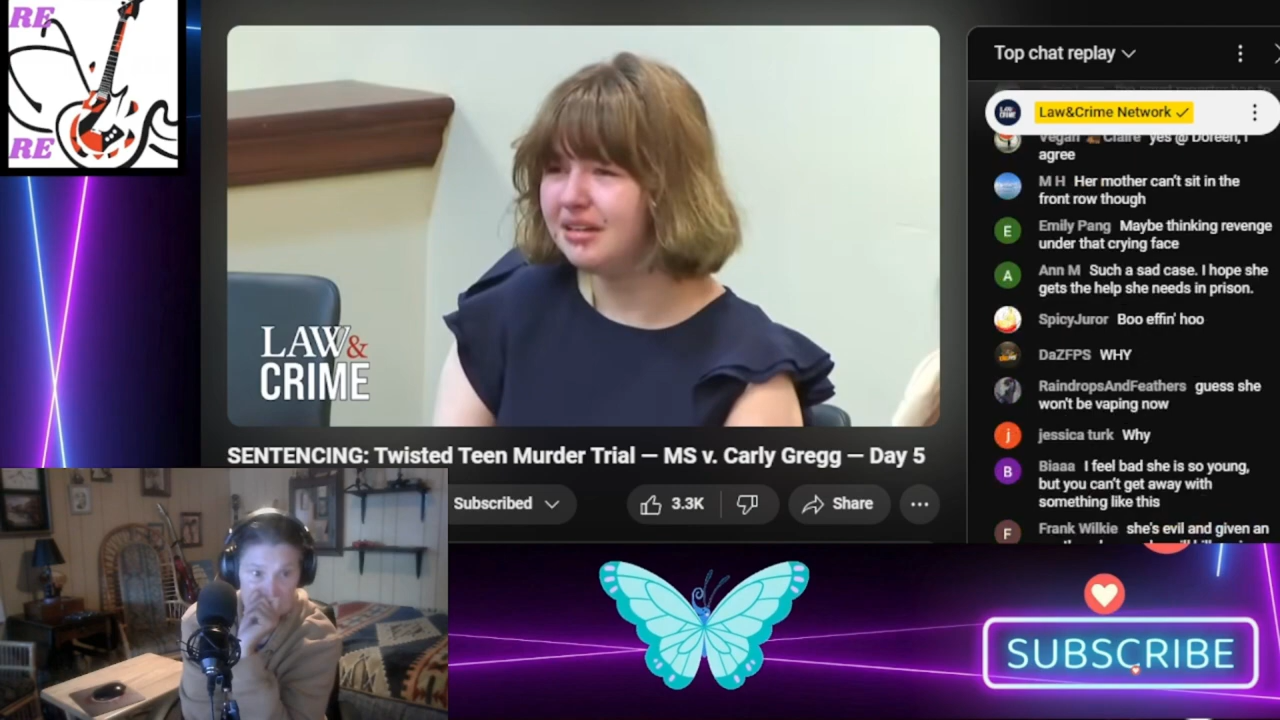 RE
RE
LAW&
CRIME
SENTENCING: Twisted Teen Murder Trial — MS v. Carly Gregg — Day 5
Subscribed
3.3K
Share
Top chat replay
Law&Crime Network
Vegan Claire yes @ Doreen, I
agree
M H Her mother can't sit in the
front row though
E
Emily Pang Maybe thinking revenge
under that crying face
A
Ann M Such a sad case. I hope she
gets the help she needs in prison.
SpicyJuror Boo effin' hoo
DaZFPS WHY
RaindropsAndFeathers guess she
won't be vaping now
j
jessica turk Why
B
Biaaa I feel bad she is so young,
but you can't get away with
something like this
F
Frank Wilkie she's evil and given an
SUBSCRIBE